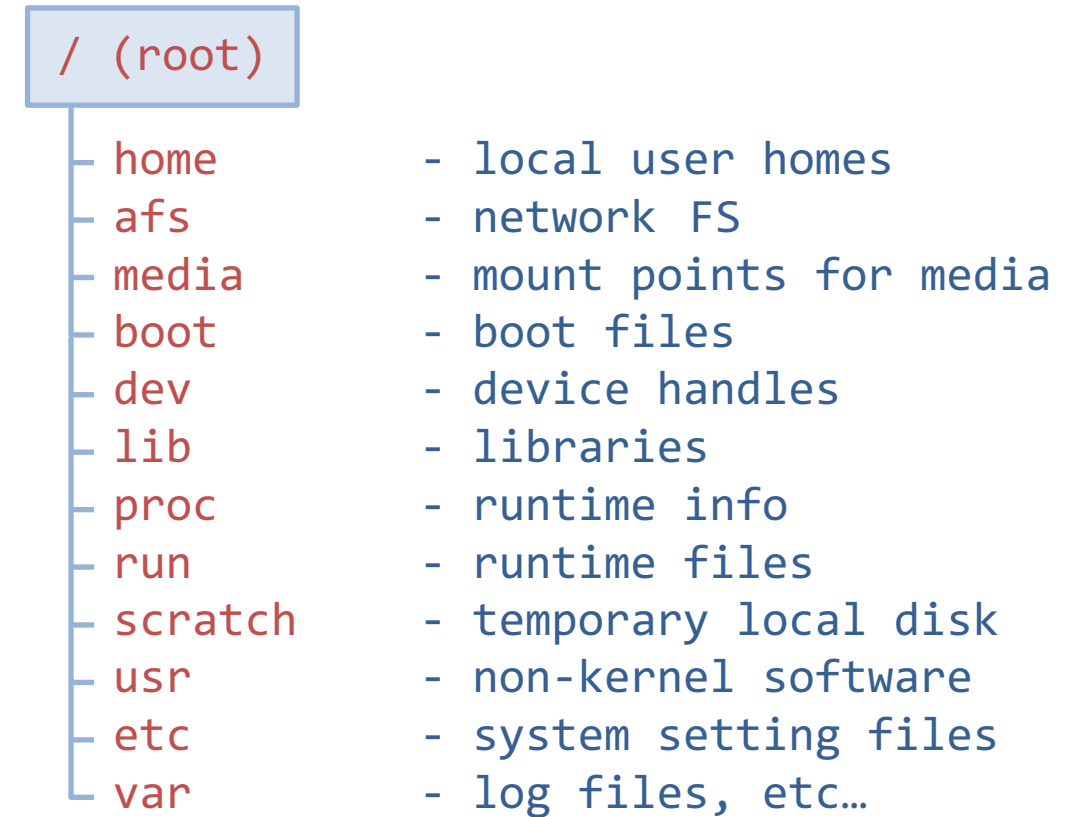 / (root)
home - local user homes
afs - network FS
media - mount points for media
boot - boot files
dev - device handles
lib - libraries
proc - runtime info
run - runtime files
scratch - temporary local disk
usr - non-kernel software
etc - system setting files
var - log files, etc…